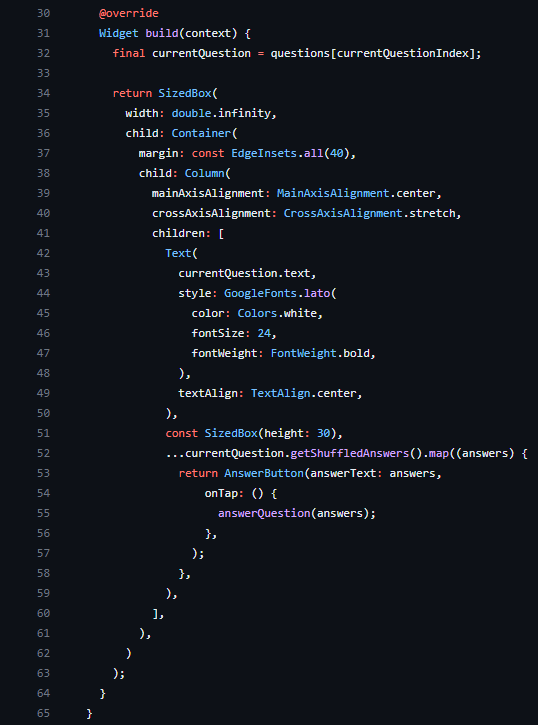 30 @override
31 Widget build(context) {
32 final currentQuestion = questions[currentQuestionIndex];
33
34 return SizedBox(
35 width: double.infinity,
36 child: Container(
37 margin: const EdgeInsets.all(40),
38 child: Column(
39 mainAxisAlignment: MainAxisAlignment.center,
40 crossAxisAlignment: CrossAxisAlignment.stretch,
41 children: [
42 Text(
43 currentQuestion.text,
44 style: GoogleFonts.lato(
45 color: Colors.white,
46 fontSize: 24,
47 fontWeight: FontWeight.bold,
48 ),
49 textAlign: TextAlign.center,
50 ),
51 const SizedBox(height: 30),
52 ...currentQuestion.getShuffledAnswers().map((answers) {
53 return AnswerButton(answerText: answers,
54 onTap: () {
55 answerQuestion(answers);
56 },
57 );
58 },
59 ),
60 ],
61 ),
62 )
63 );
64 }
65 }